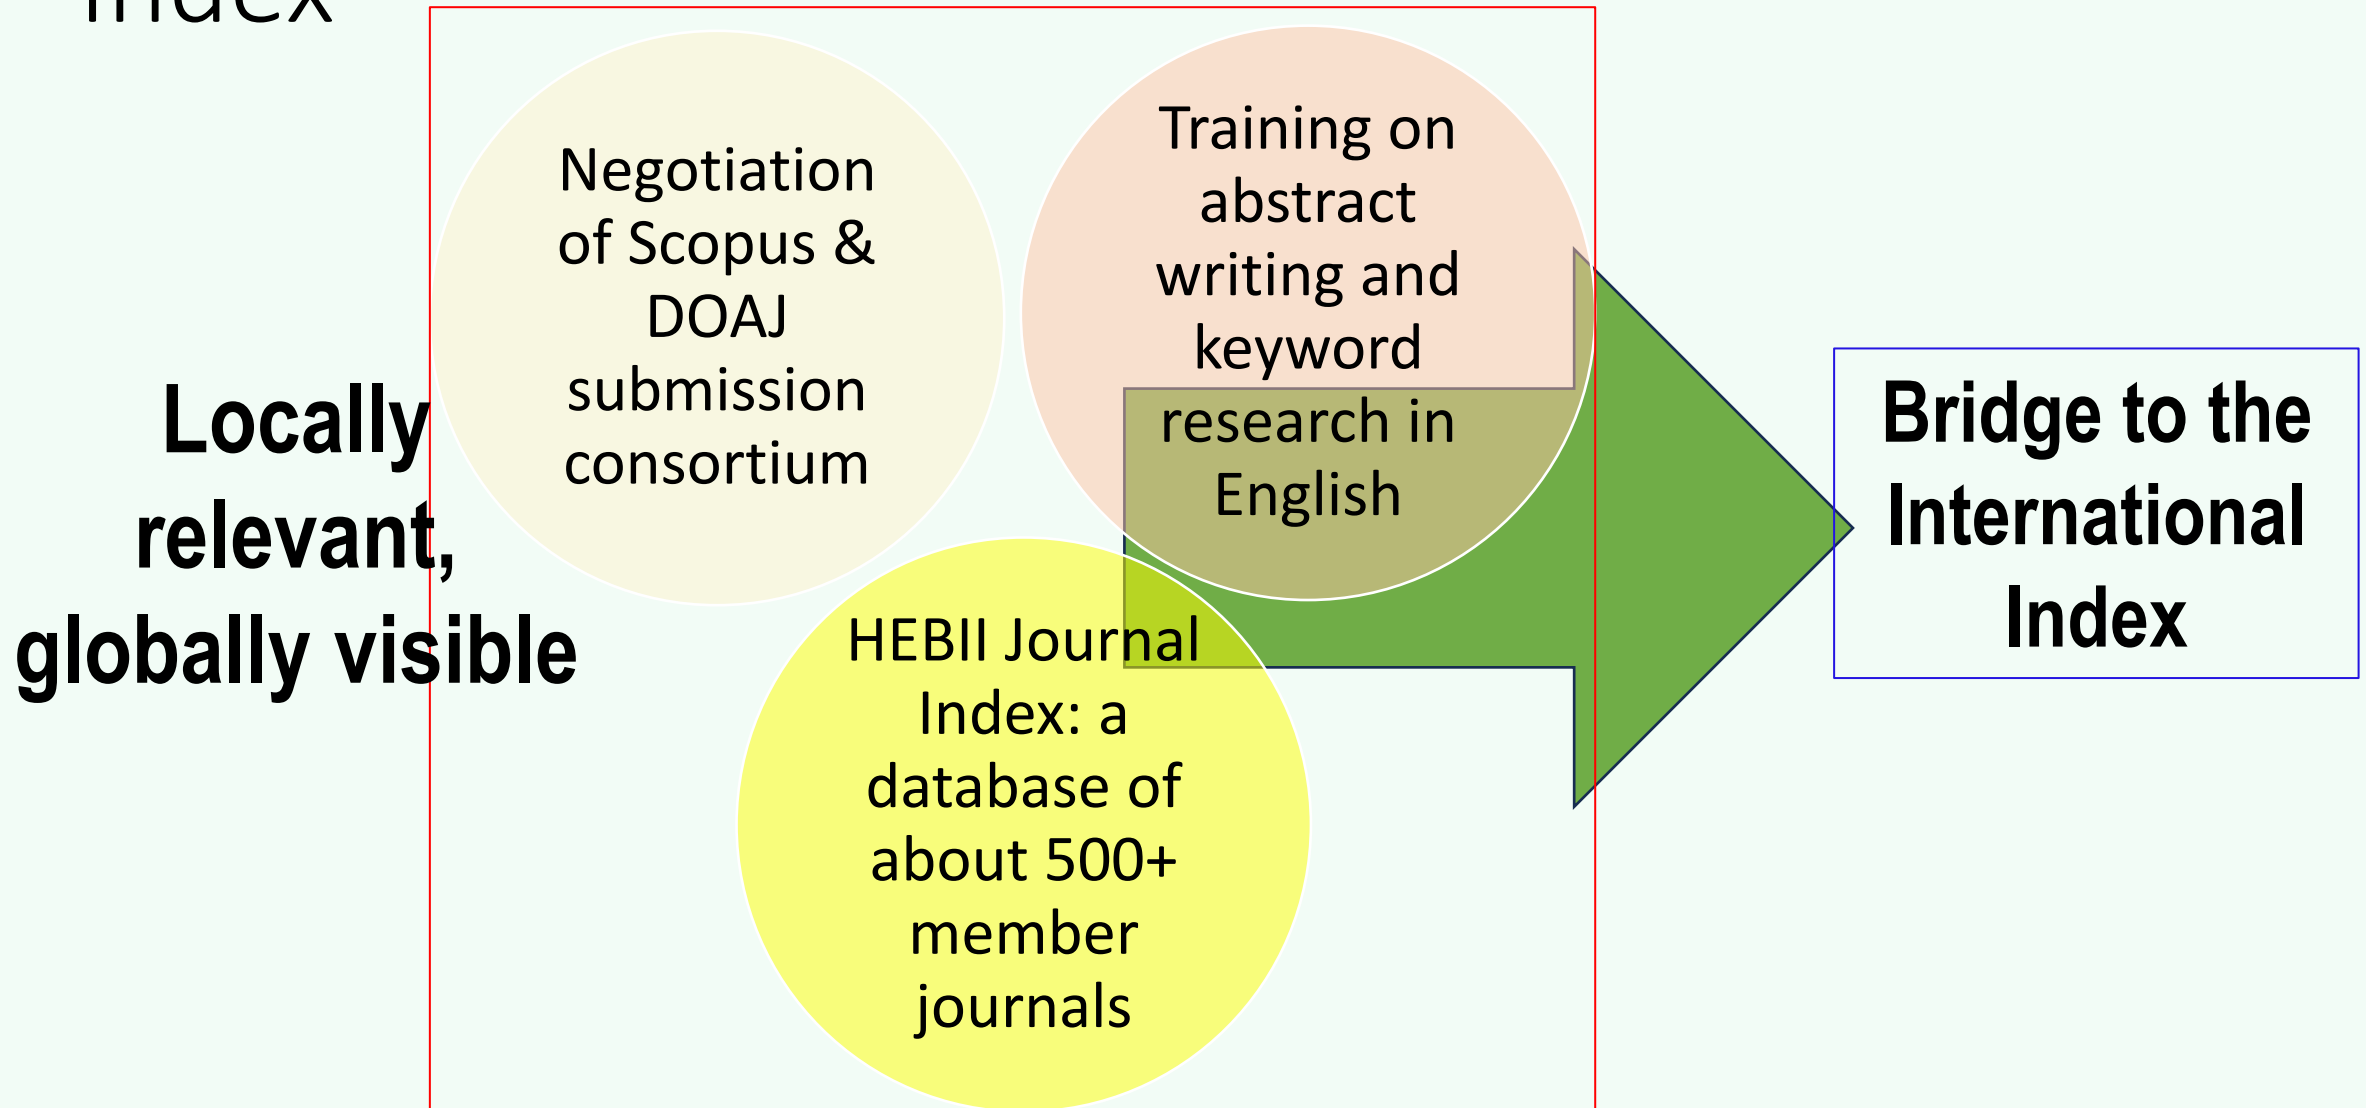 Index
Locally
relevant,
globally visible
Negotiation
of Scopus &
DOAJ
submission
consortium
Training on
abstract
writing and
keyword
research in
English
HEBII Journal
Index: a
database of
about 500+
member
journals
Bridge to the
International
Index